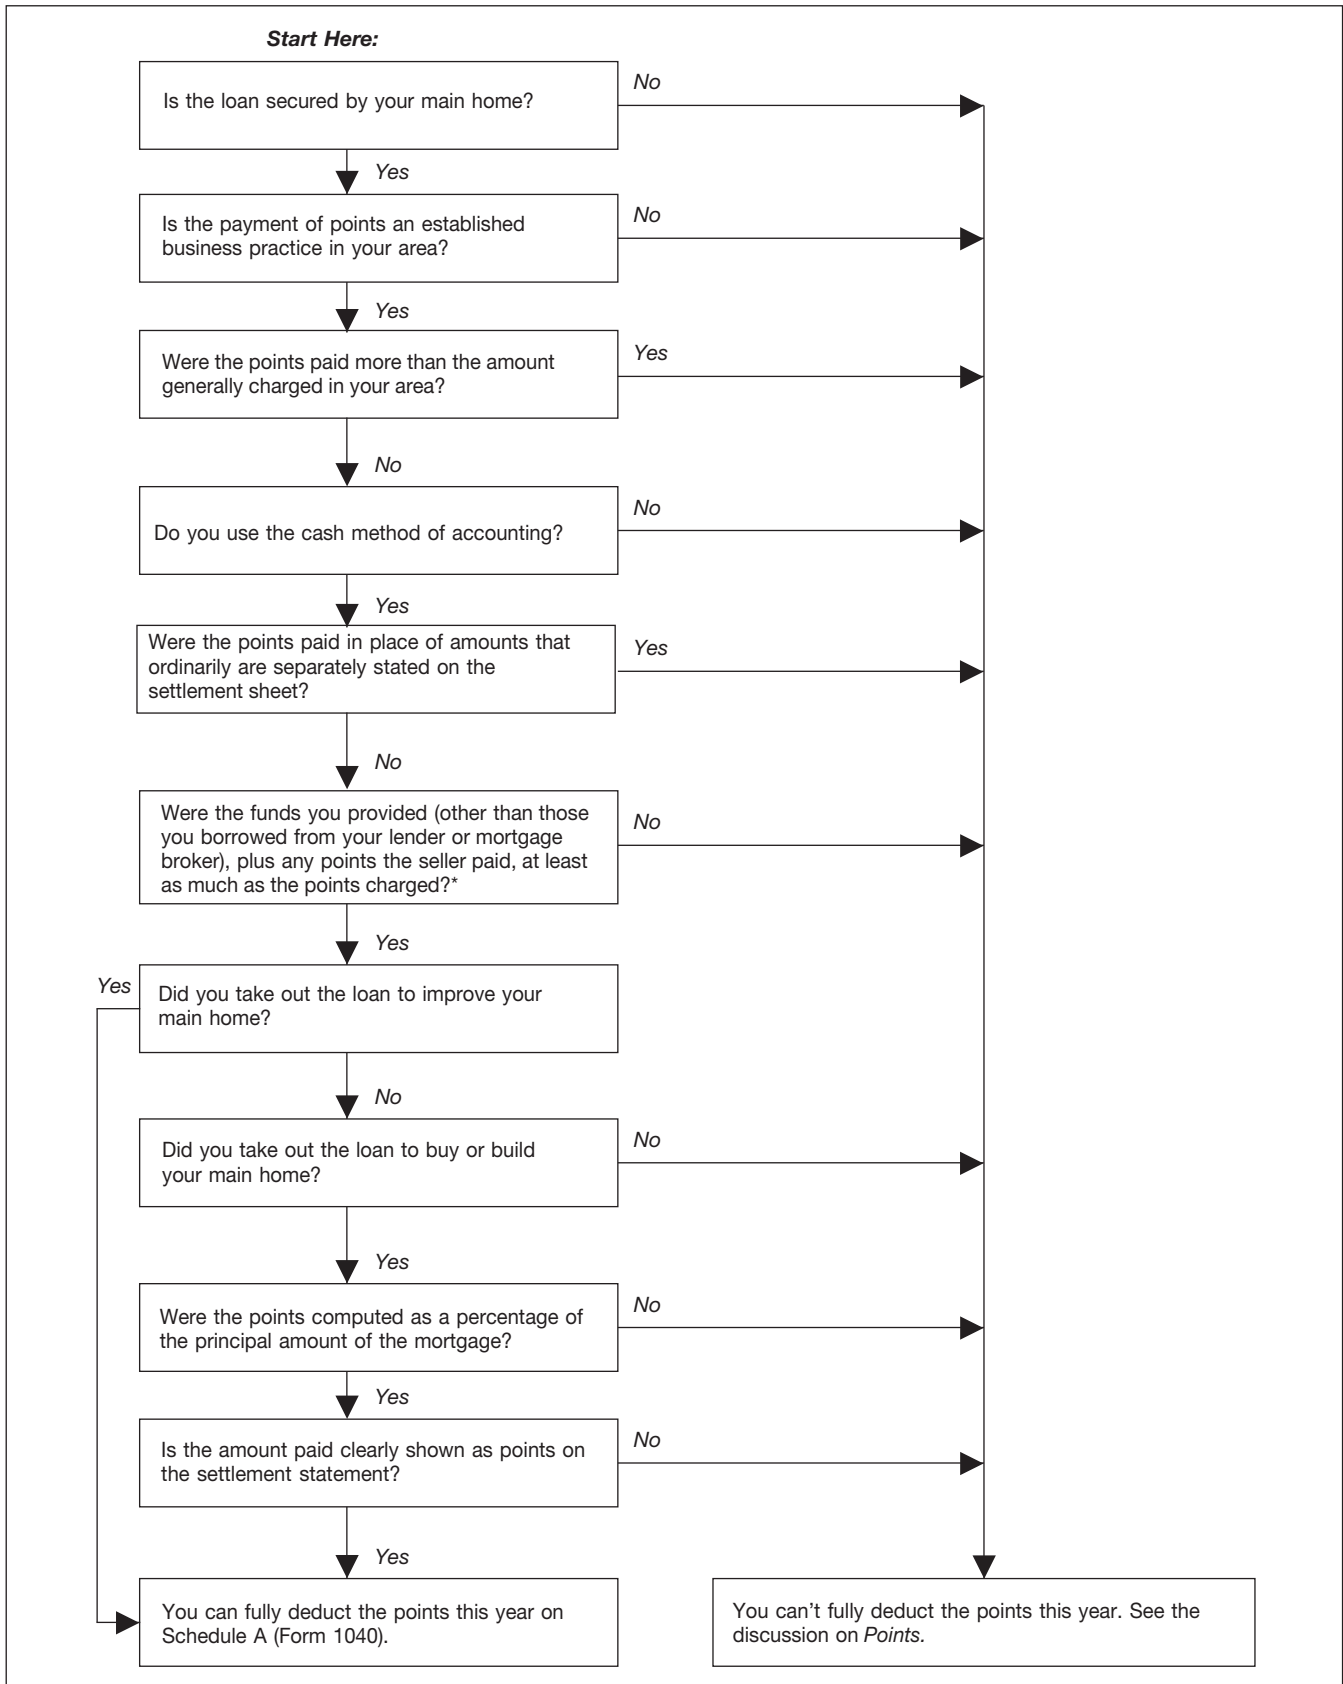 Start Here:
Is the loan secured by your main home?
No
Yes
Is the payment of points an established
business practice in your area?
No
Yes
Were the points paid more than the amount
generally charged in your area?
Yes
No
Do you use the cash method of accounting?
No
Yes
Were the points paid in place of amounts that
ordinarily are separately stated on the
settlement sheet?
Yes
No
Were the funds you provided (other than those
you borrowed from your lender or mortgage
broker), plus any points the seller paid, at least
as much as the points charged?*
No
Yes
Yes
Did you take out the loan to improve your
main home?
No
Did you take out the loan to buy or build
your main home?
No
Yes
Were the points computed as a percentage of
the principal amount of the mortgage?
No
Yes
Is the amount paid clearly shown as points on
the settlement statement?
No
Yes
You can fully deduct the points this year on
Schedule A (Form 1040).
You can't fully deduct the points this year. See the
discussion on Points.